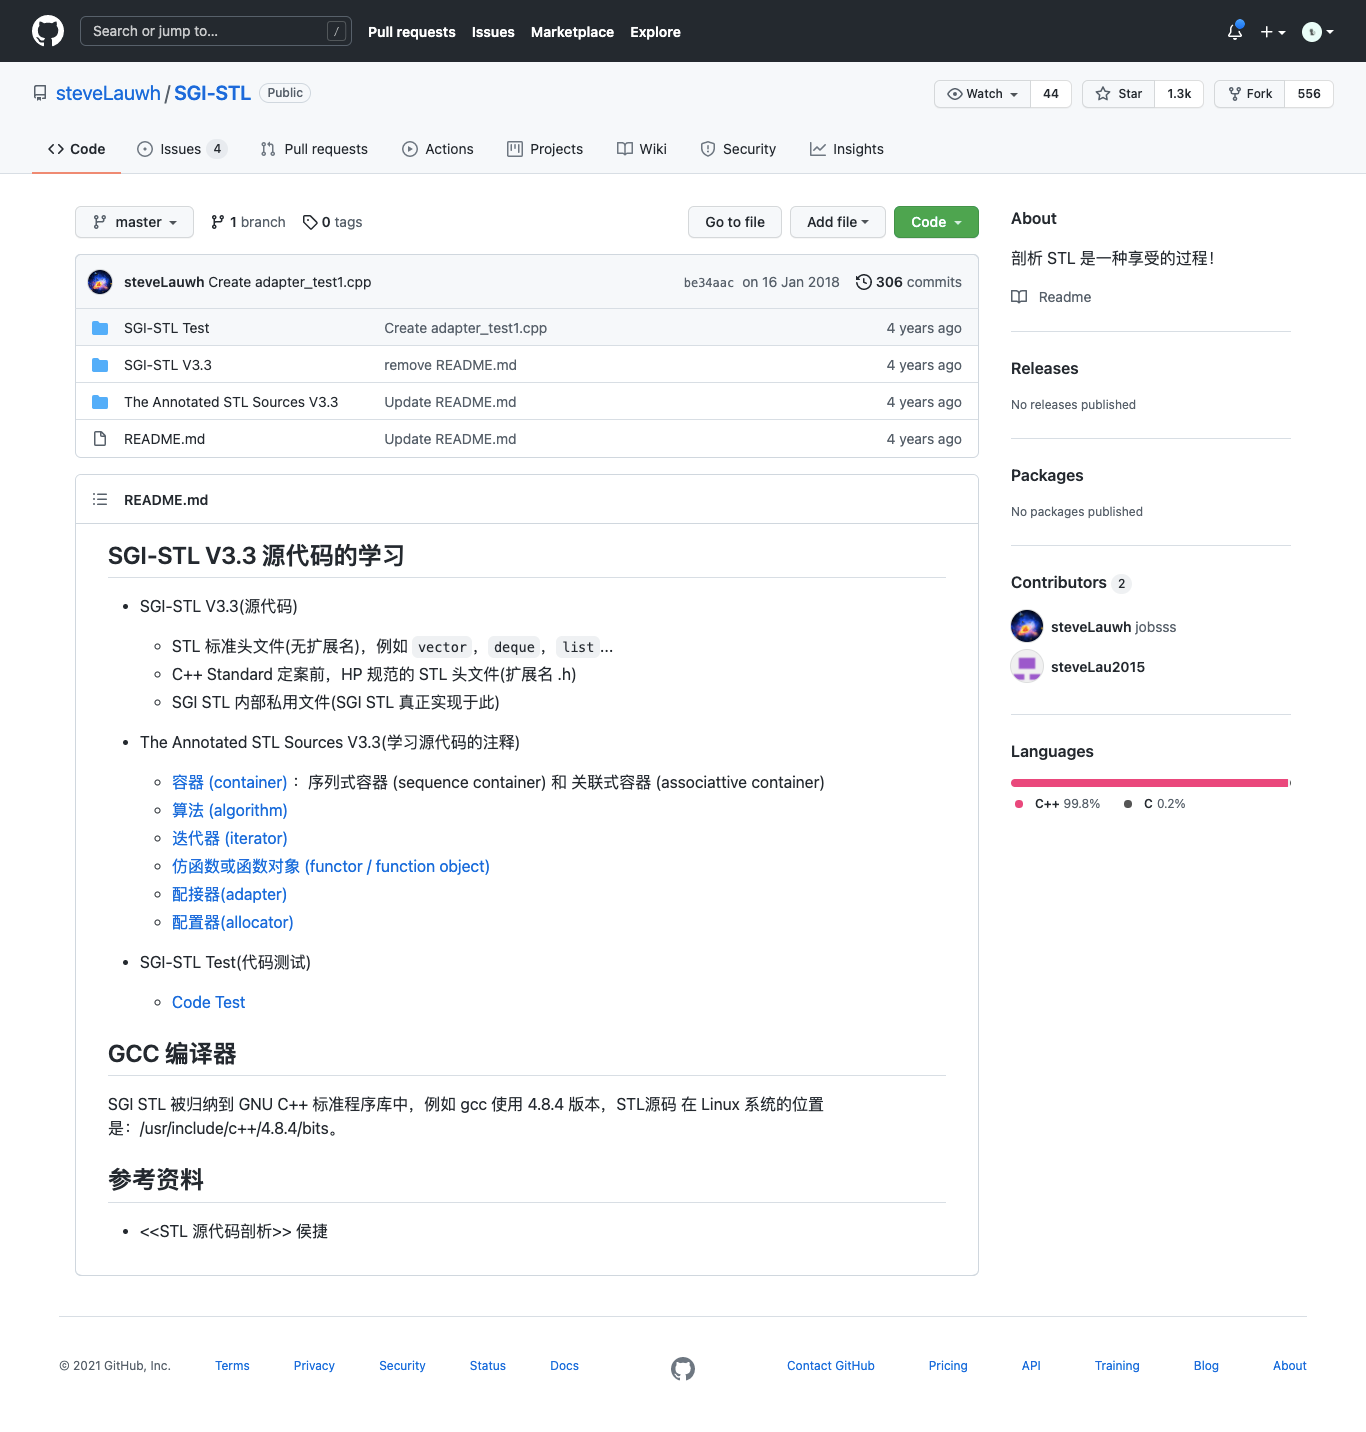 Search or jump to... /
Pull requests Issues Marketplace Explore
steveLauwh / SGI-STL Public
Watch 44 Star 1.3k Fork 556
Code Issues 4 Pull requests Actions Projects Wiki Security Insights
master 1 branch 0 tags Go to file Add file Code
steveLauwh Create adapter_test1.cpp be34aac on 16 Jan 2018 306 commits
SGI-STL Test Create adapter_test1.cpp 4 years ago
SGI-STL V3.3 remove README.md 4 years ago
The Annotated STL Sources V3.3 Update README.md 4 years ago
README.md Update README.md 4 years ago
README.md
SGI-STL V3.3 源代码的学习
SGI-STL V3.3(源代码)
STL 标准头文件(无扩展名)，例如 vector， deque， list...
C++ Standard 定案前，HP 规范的 STL 头文件(扩展名 .h)
SGI STL 内部私用文件(SGI STL 真正实现于此)
The Annotated STL Sources V3.3(学习源代码的注释)
容器 (container)： 序列式容器 (sequence container) 和 关联式容器 (associattive container)
算法 (algorithm)
迭代器 (iterator)
仿函数或函数对象 (functor / function object)
配接器(adapter)
配置器(allocator)
SGI-STL Test(代码测试)
Code Test
GCC 编译器
SGI STL 被归纳到 GNU C++ 标准程序库中，例如 gcc 使用 4.8.4 版本，STL源码 在 Linux 系统的位置
是：/usr/include/c++/4.8.4/bits。
参考资料
<<STL 源代码剖析>> 侯捷
About
剖析 STL 是一种享受的过程！
Readme
Releases
No releases published
Packages
No packages published
Contributors 2
steveLauwh jobsss
steveLau2015
Languages
C++ 99.8% C 0.2%
© 2021 GitHub, Inc. Terms Privacy Security Status Docs Contact GitHub Pricing API Training Blog About